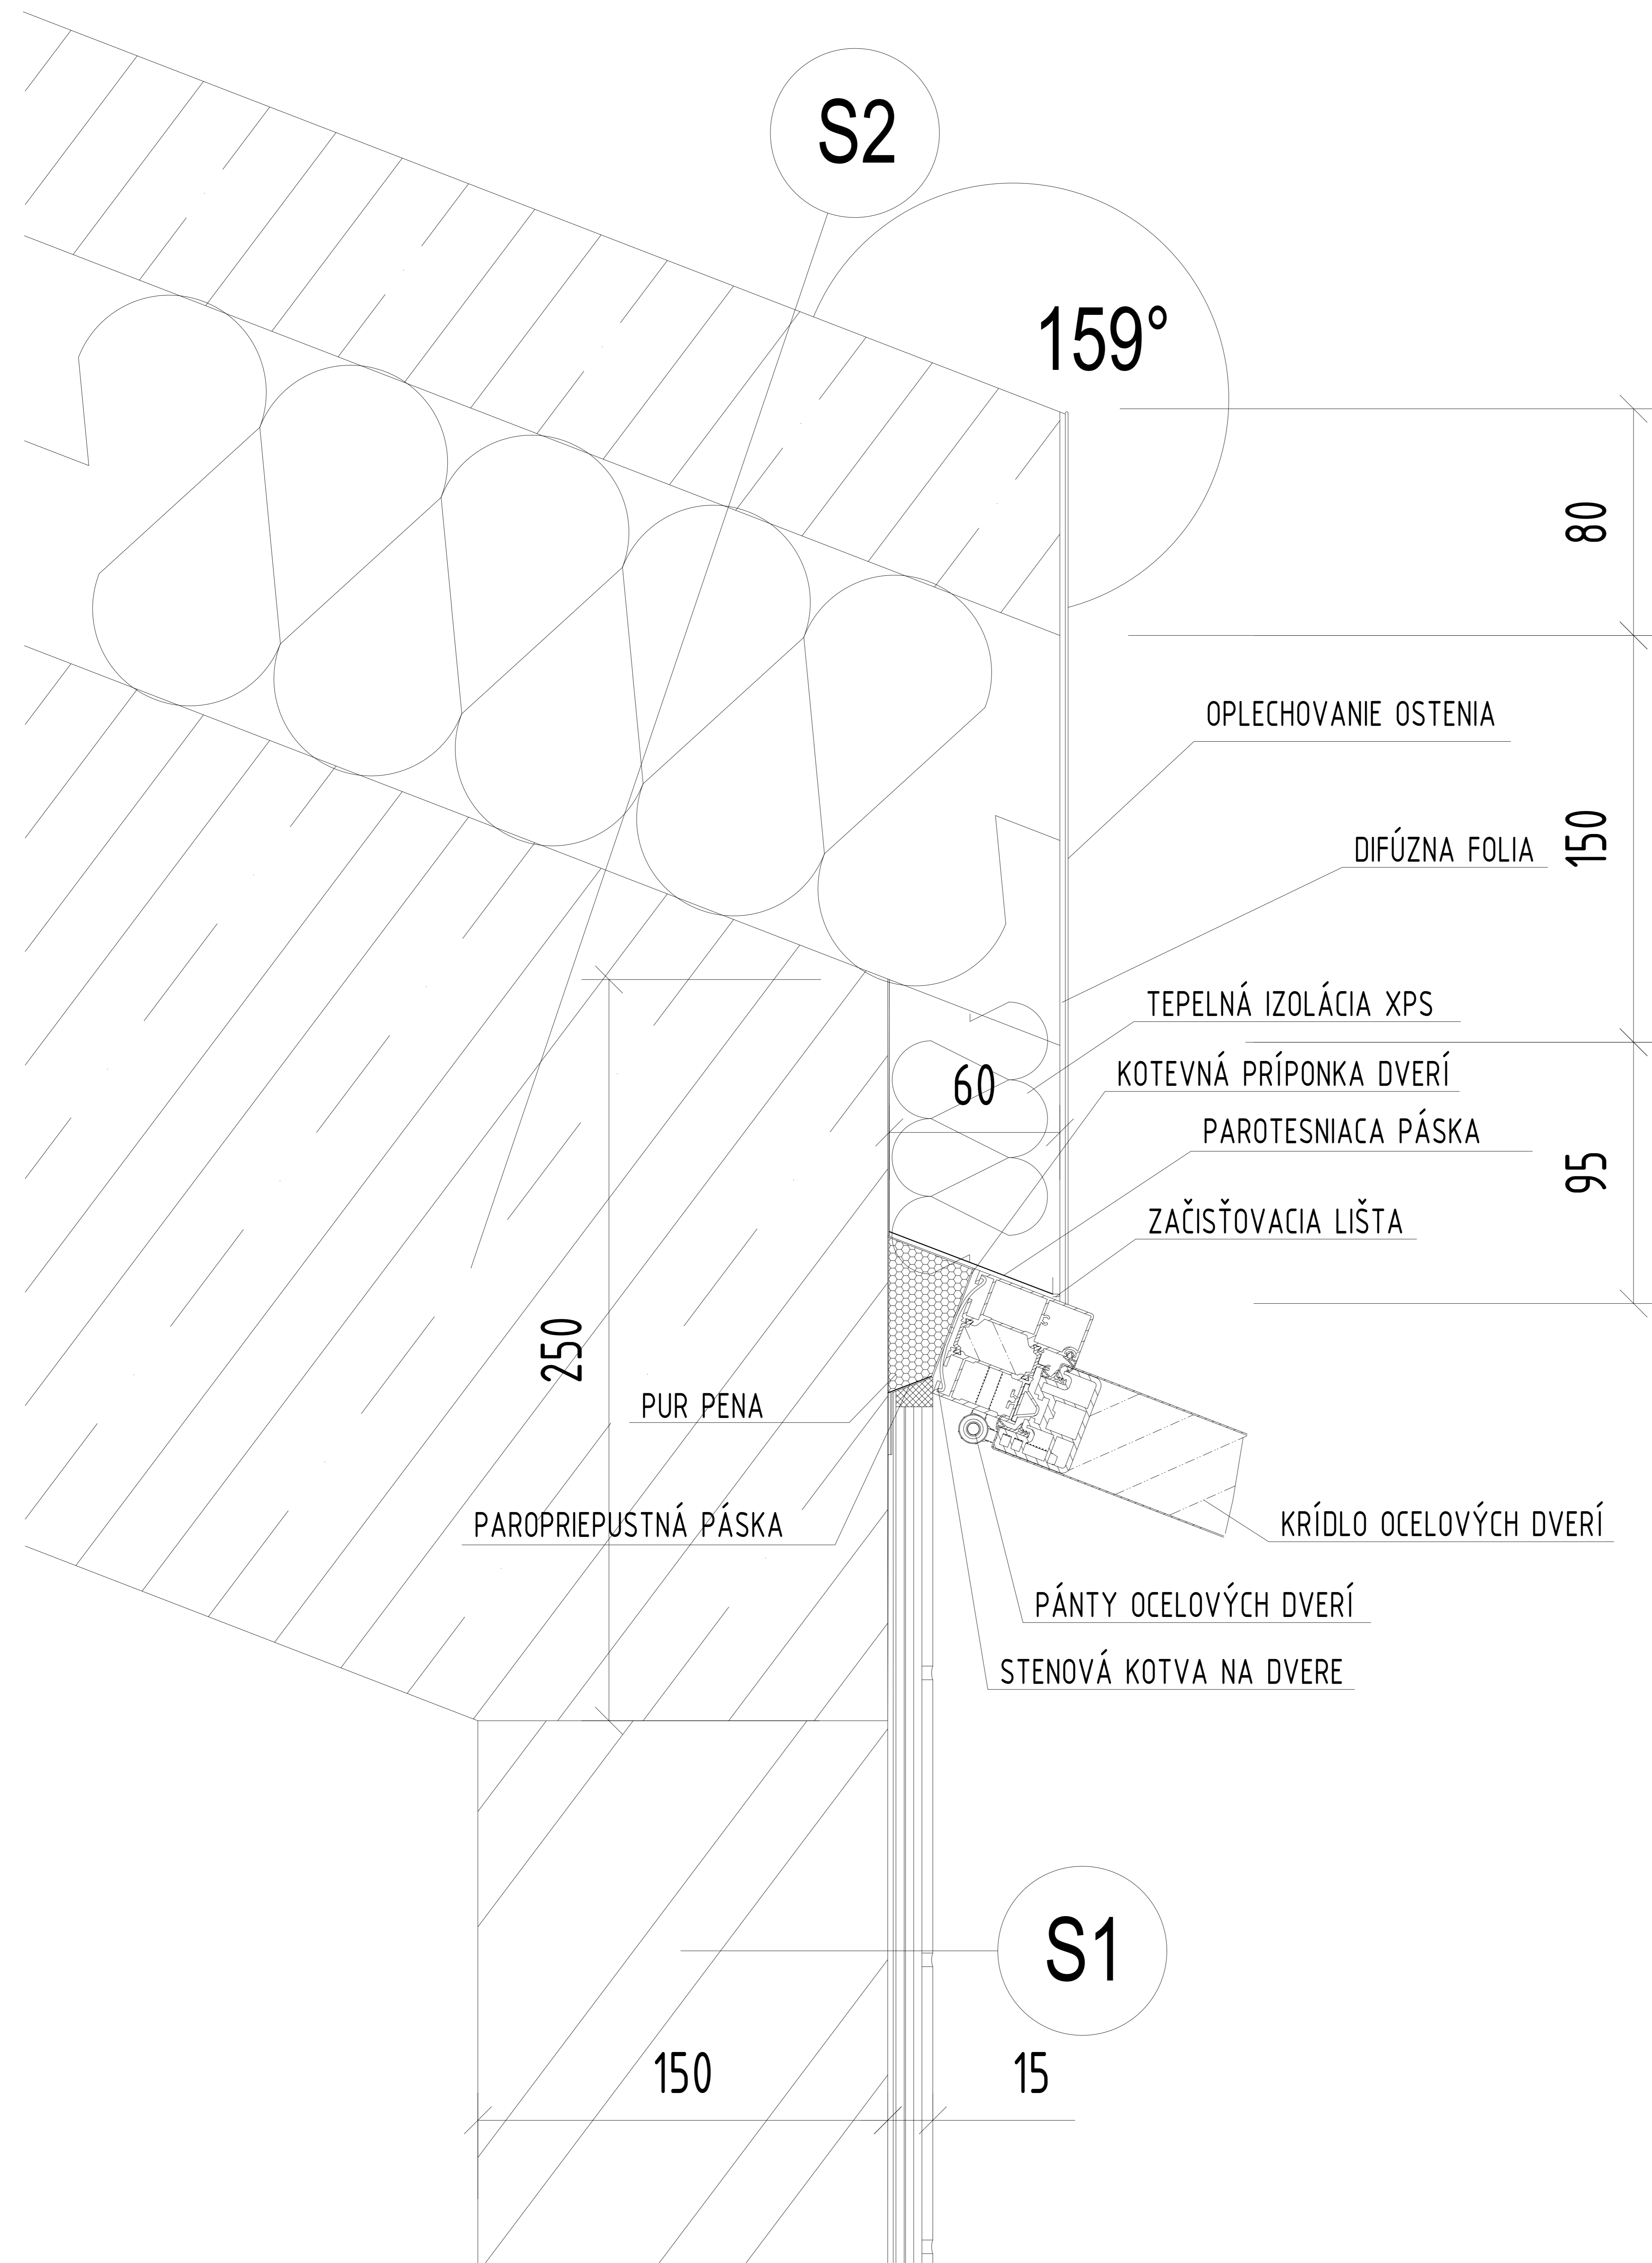 S2
159°
80
OPLECHOVANIE OSTENIA
150
DIFÚZNA FOLIA
TEPELNÁ IZOLÁCIA XPS
60
KOTEVNÁ PRÍPONKA DVERÍ
PAROTESNIACA PÁSKA
95
ZAČISŤOVACIA LIŠTA
250
PUR PENA
PAROPRIEPUSTNÁ PÁSKA
KRÍDLO OCELOVÝCH DVERÍ
PÁNTY OCELOVÝCH DVERÍ
STENOVÁ KOTVA NA DVERE
S1
150
15